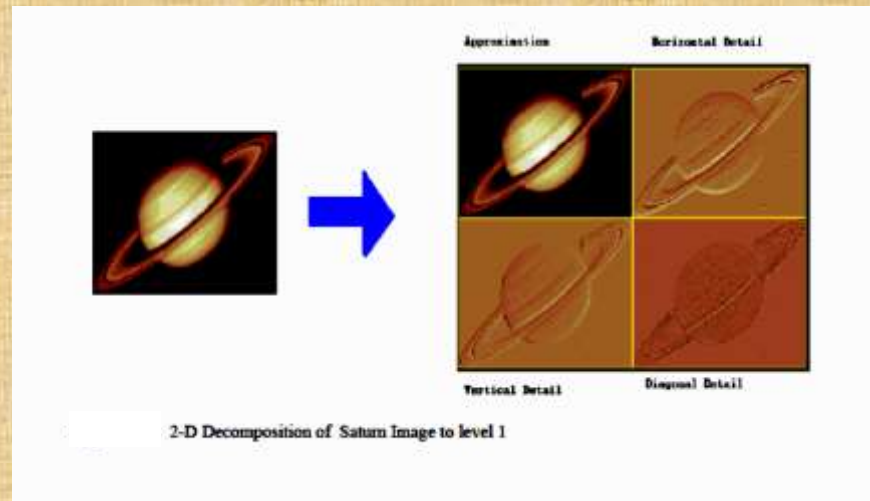 Approximation Horizontal Detail
Vertical Detail Diagonal Detail
2-D Decomposition of Saturn Image to level 1